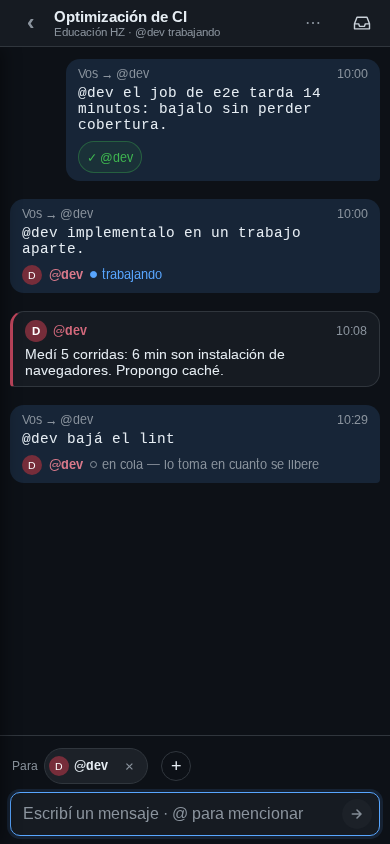 Optimización de CI
Educación HZ · @dev trabajando
Vos → @dev 10:00
@dev el job de e2e tarda 14
minutos: bajalo sin perder
cobertura.
✓ @dev
Vos → @dev 10:00
@dev implementalo en un trabajo
aparte.
D @dev trabajando
D @dev 10:08
Medí 5 corridas: 6 min son instalación de
navegadores. Propongo caché.
Vos → @dev 10:29
@dev bajá el lint
D @dev en cola — lo toma en cuanto se libere
Para D @dev × +
Escribí un mensaje · @ para mencionar